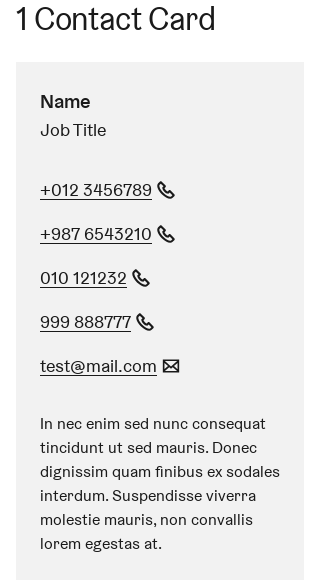 1 Contact Card
Name
Job Title
+012 3456789
+987 6543210
010 121232
999 888777
test@mail.com
In nec enim sed nunc consequat
tincidunt ut sed mauris. Donec
dignissim quam finibus ex sodales
interdum. Suspendisse viverra
molestie mauris, non convallis
lorem egestas at.